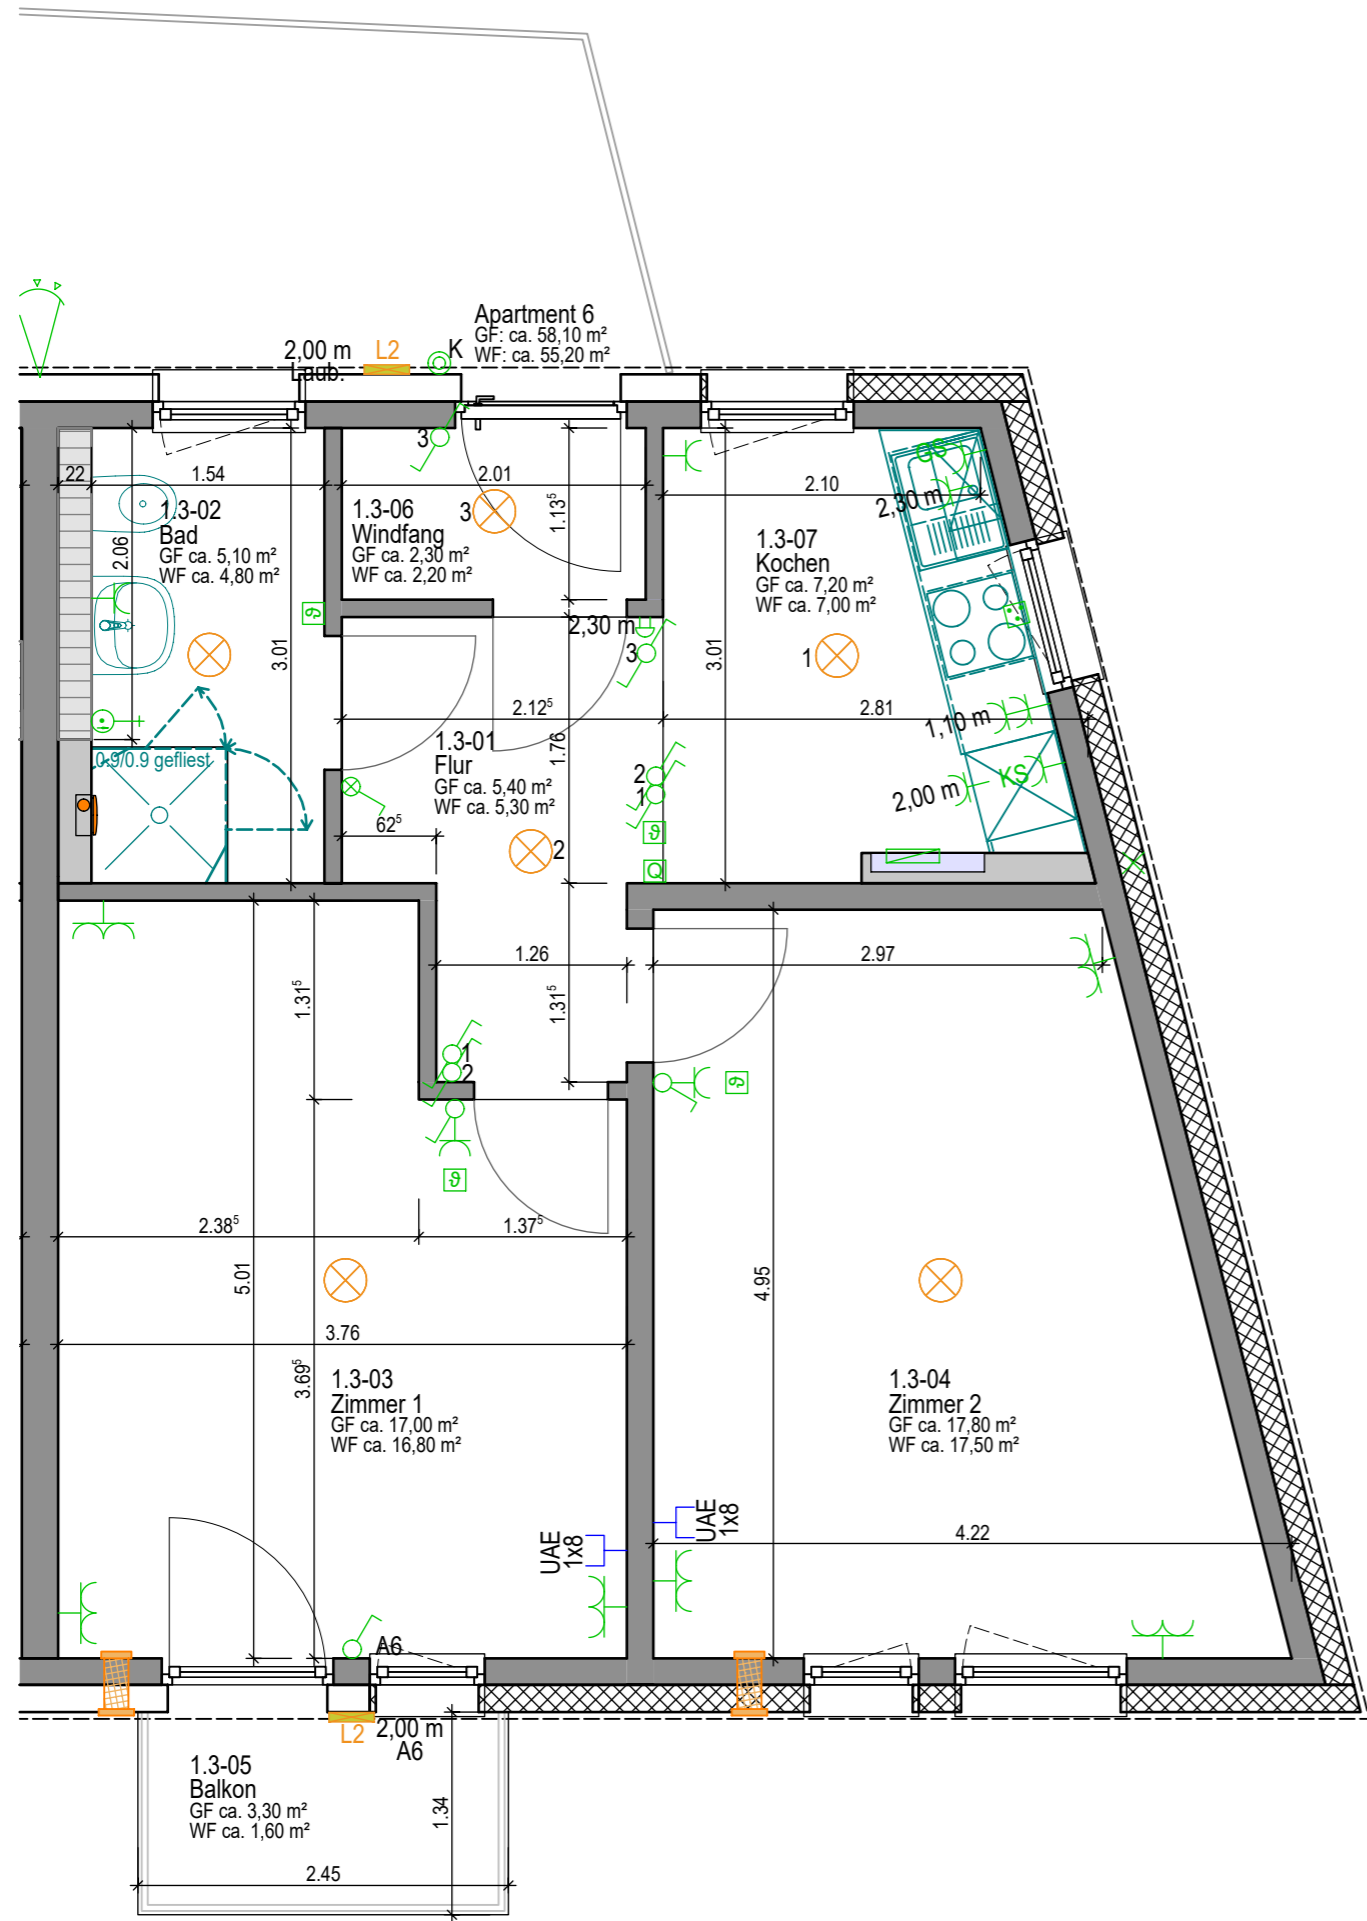 Apartment 6
GF: ca. 58,10 m²
WF: ca. 55,20 m²
2,00 m
Laub.
L2
K
3
22
1.54
2.01
2.10
GS
2,30 m
1.3-02
Bad
GF ca. 5,10 m²
WF ca. 4,80 m²
2.06
1.3-06
Windfang
GF ca. 2,30 m²
WF ca. 2,20 m²
3
1.13⁵
1.3-07
Kochen
GF ca. 7,20 m²
WF ca. 7,00 m²
ϑ
2,30 m
3
3.01
3.01
1
2.12⁵
2.81
1,10 m
1.3-01
Flur
GF ca. 5,40 m²
WF ca. 5,30 m²
1.76
0.9/0.9 gefliest
2
1
2,00 m
KS
62⁵
2
ϑ
Q
1.26
2.97
1.31⁵
1.31⁵
1
2
ϑ
ϑ
2.38⁵
1.37⁵
5.01
4.95
3.76
3.69⁵
1.3-03
Zimmer 1
GF ca. 17,00 m²
WF ca. 16,80 m²
1.3-04
Zimmer 2
GF ca. 17,80 m²
WF ca. 17,50 m²
UAE
1x8
UAE
1x8
4.22
A6
L2
2,00 m
A6
1.3-05
Balkon
GF ca. 3,30 m²
WF ca. 1,60 m²
1.34
2.45